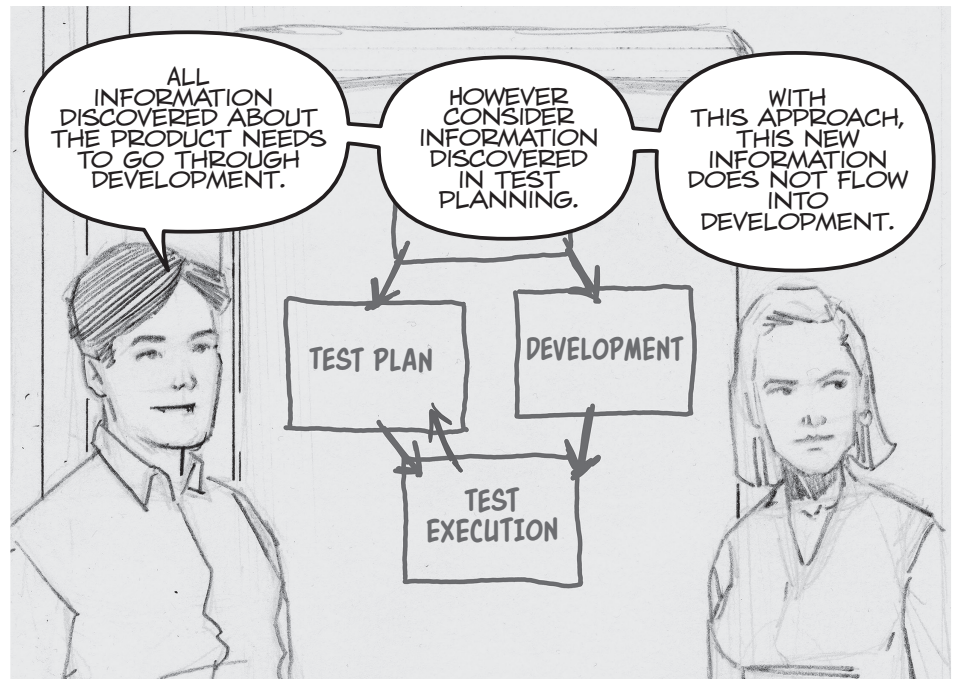 ALL
INFORMATION
DISCOVERED ABOUT
THE PRODUCT NEEDS
TO GO THROUGH
DEVELOPMENT.
HOWEVER
CONSIDER
INFORMATION
DISCOVERED
IN TEST
PLANNING.
WITH
THIS APPROACH,
THIS NEW
INFORMATION
DOES NOT FLOW
INTO
DEVELOPMENT.
TEST PLAN
DEVELOPMENT
TEST
EXECUTION